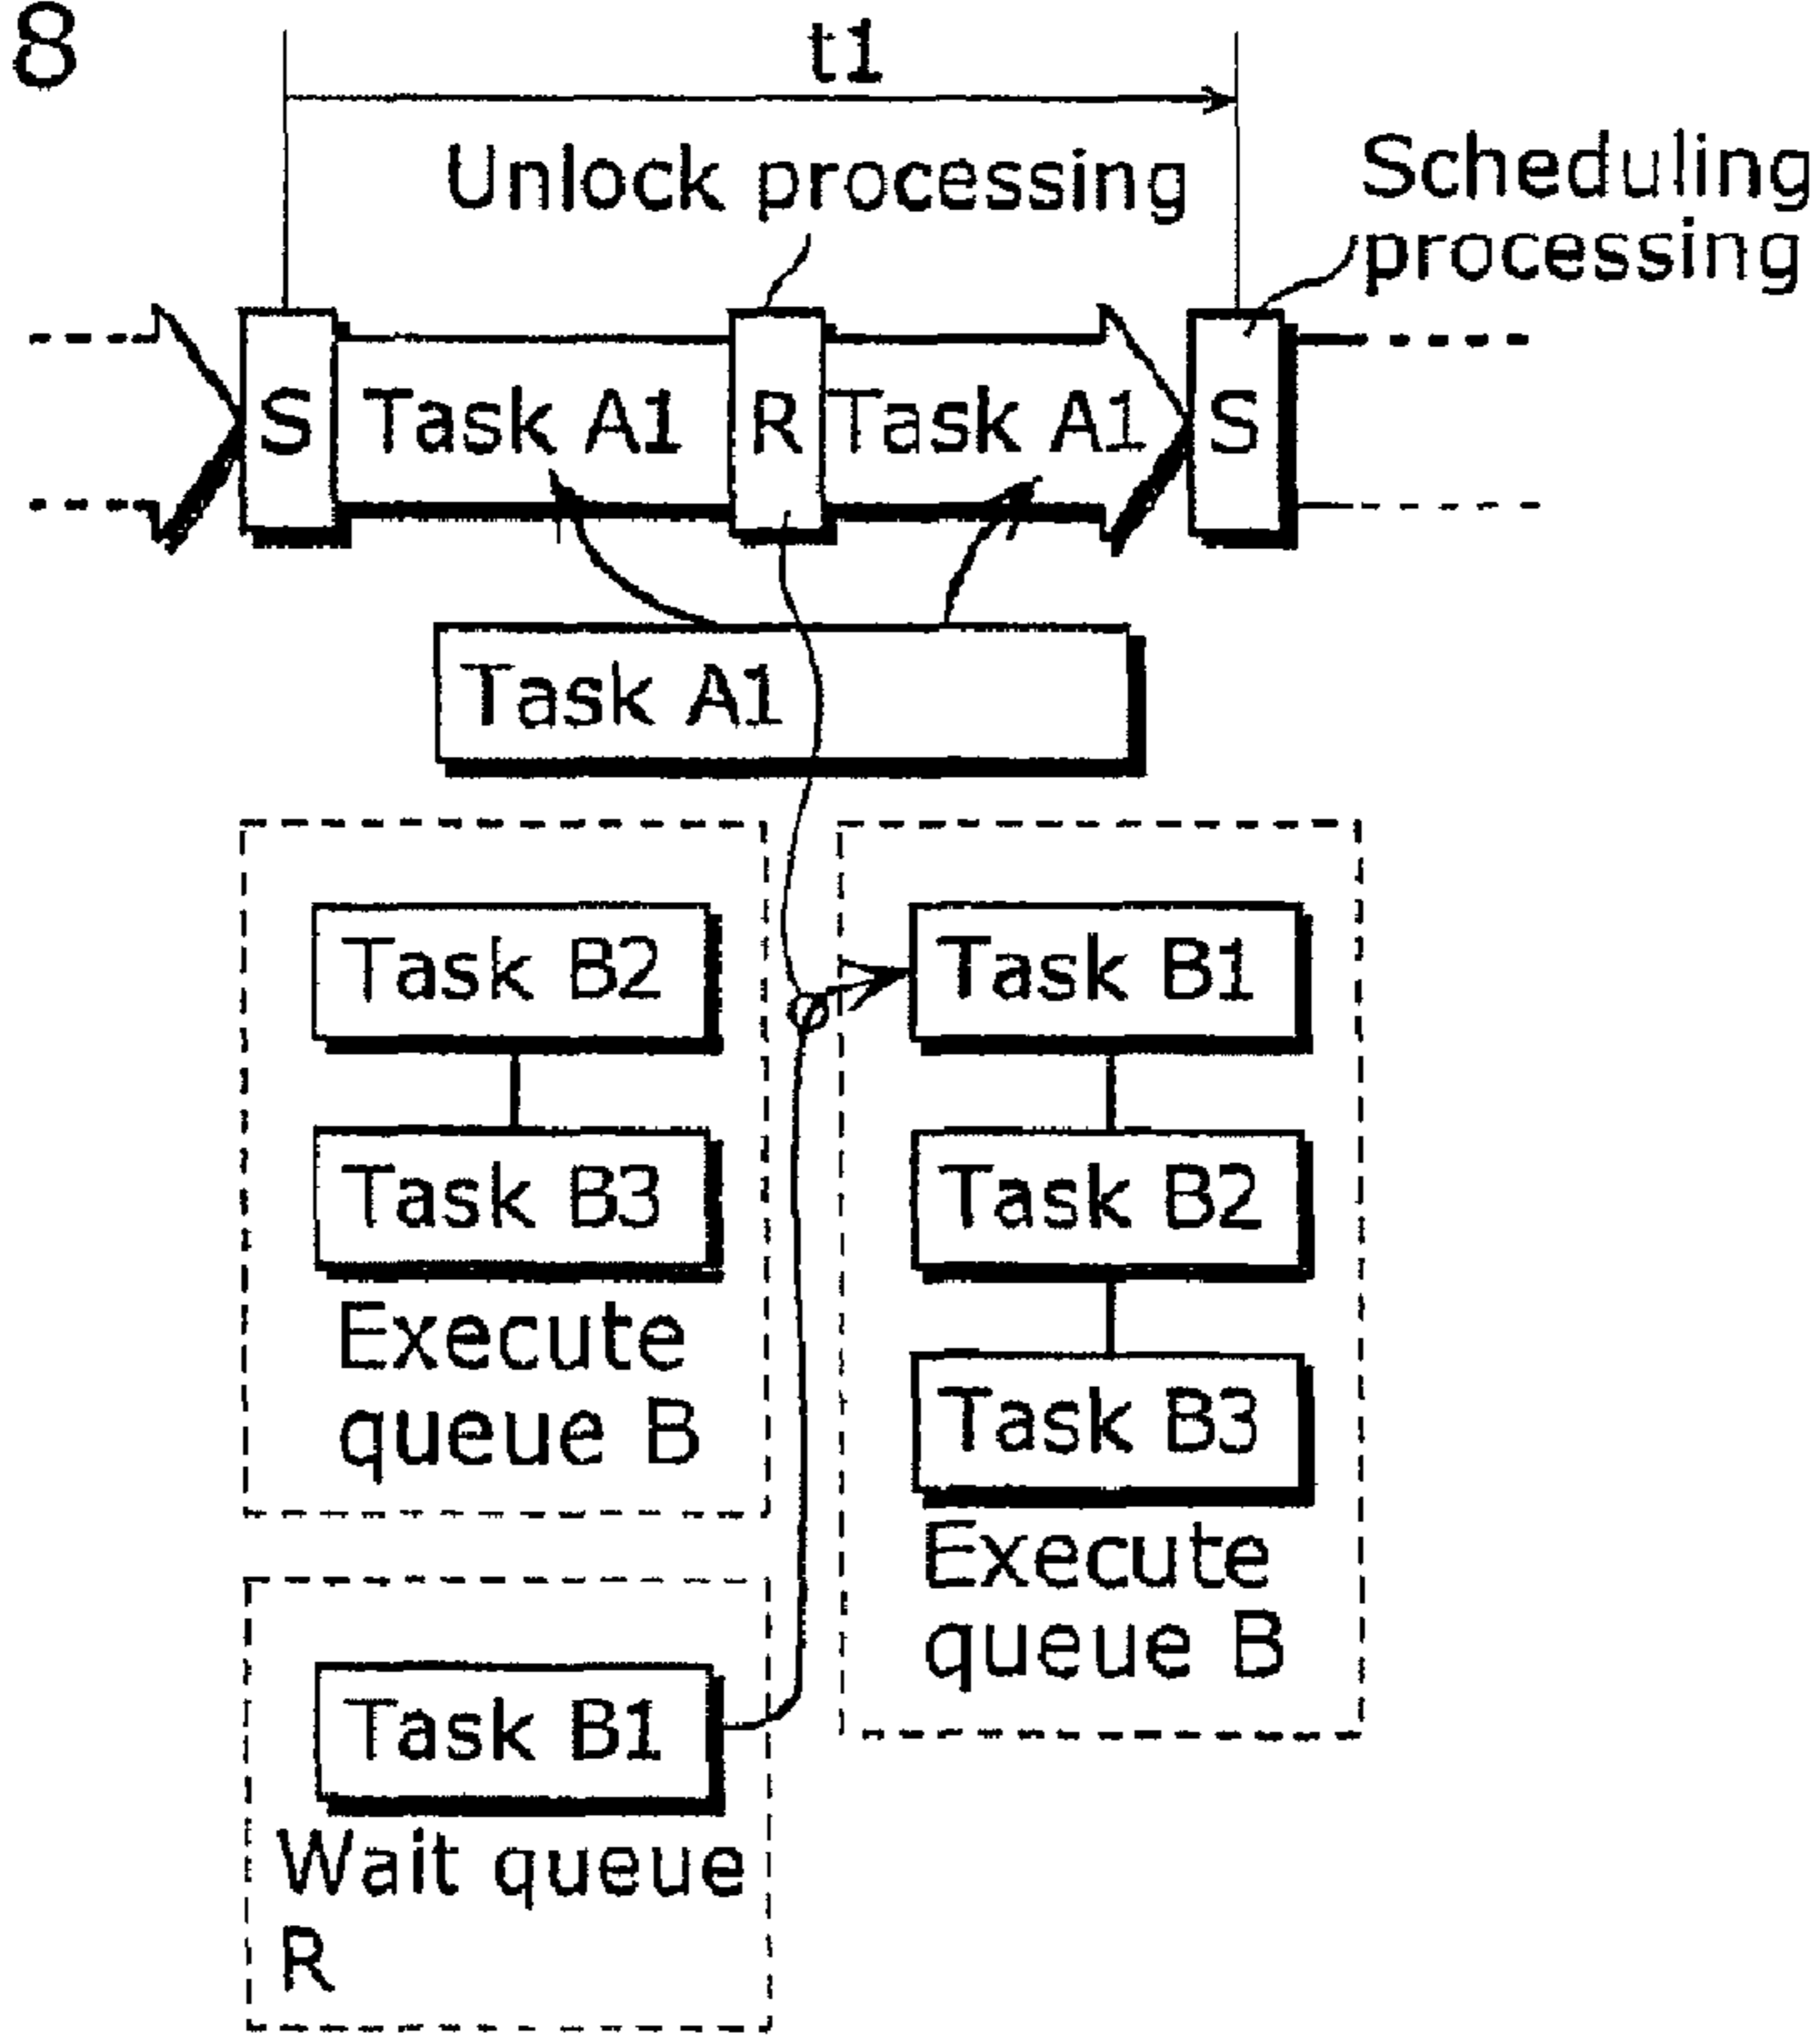 8
t1
Unlock processing
Scheduling
processing
S
Task A1
R
Task A1
S
Task A1
Task B2
Task B3
Execute
queue B
Task B1
Task B2
Task B3
Execute
queue B
Task B1
Wait queue
R